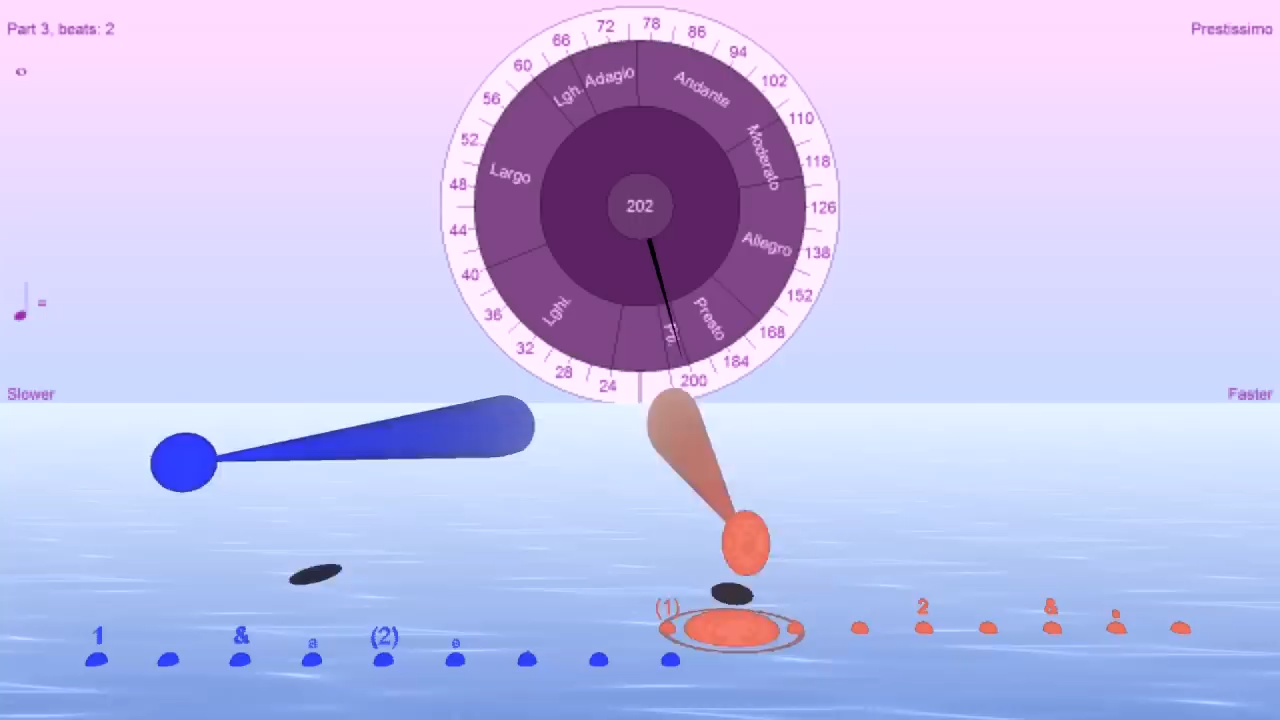 Part 3, beats: 2
Prestissimo
72
78
66
86
60
94
Lgh.
Adagio
Andante
56
102
52
110
Moderato
Largo
118
48
202
126
44
Allegro
138
40
152
Lghi.
Presto
36
168
32
184
28
24
200
=
Slower
Faster
(1)
2
&
a
1
&
a
(2)
e